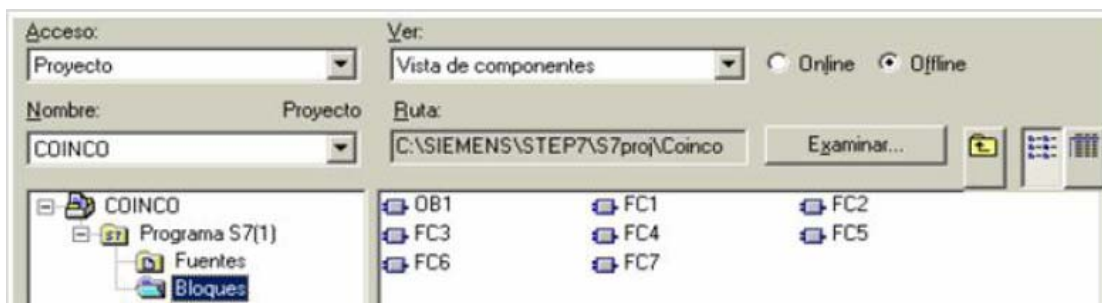 Acceso: Ver:
Proyecto Vista de componentes Online Offline
Nombre: Proyecto Ruta:
COINCO C:\SIEMENS\STEP7\S7proj\Coinco Examinar...
COINCO OB1 FC1 FC2
Programa S7(1) FC3 FC4 FC5
Fuentes FC6 FC7
Bloques